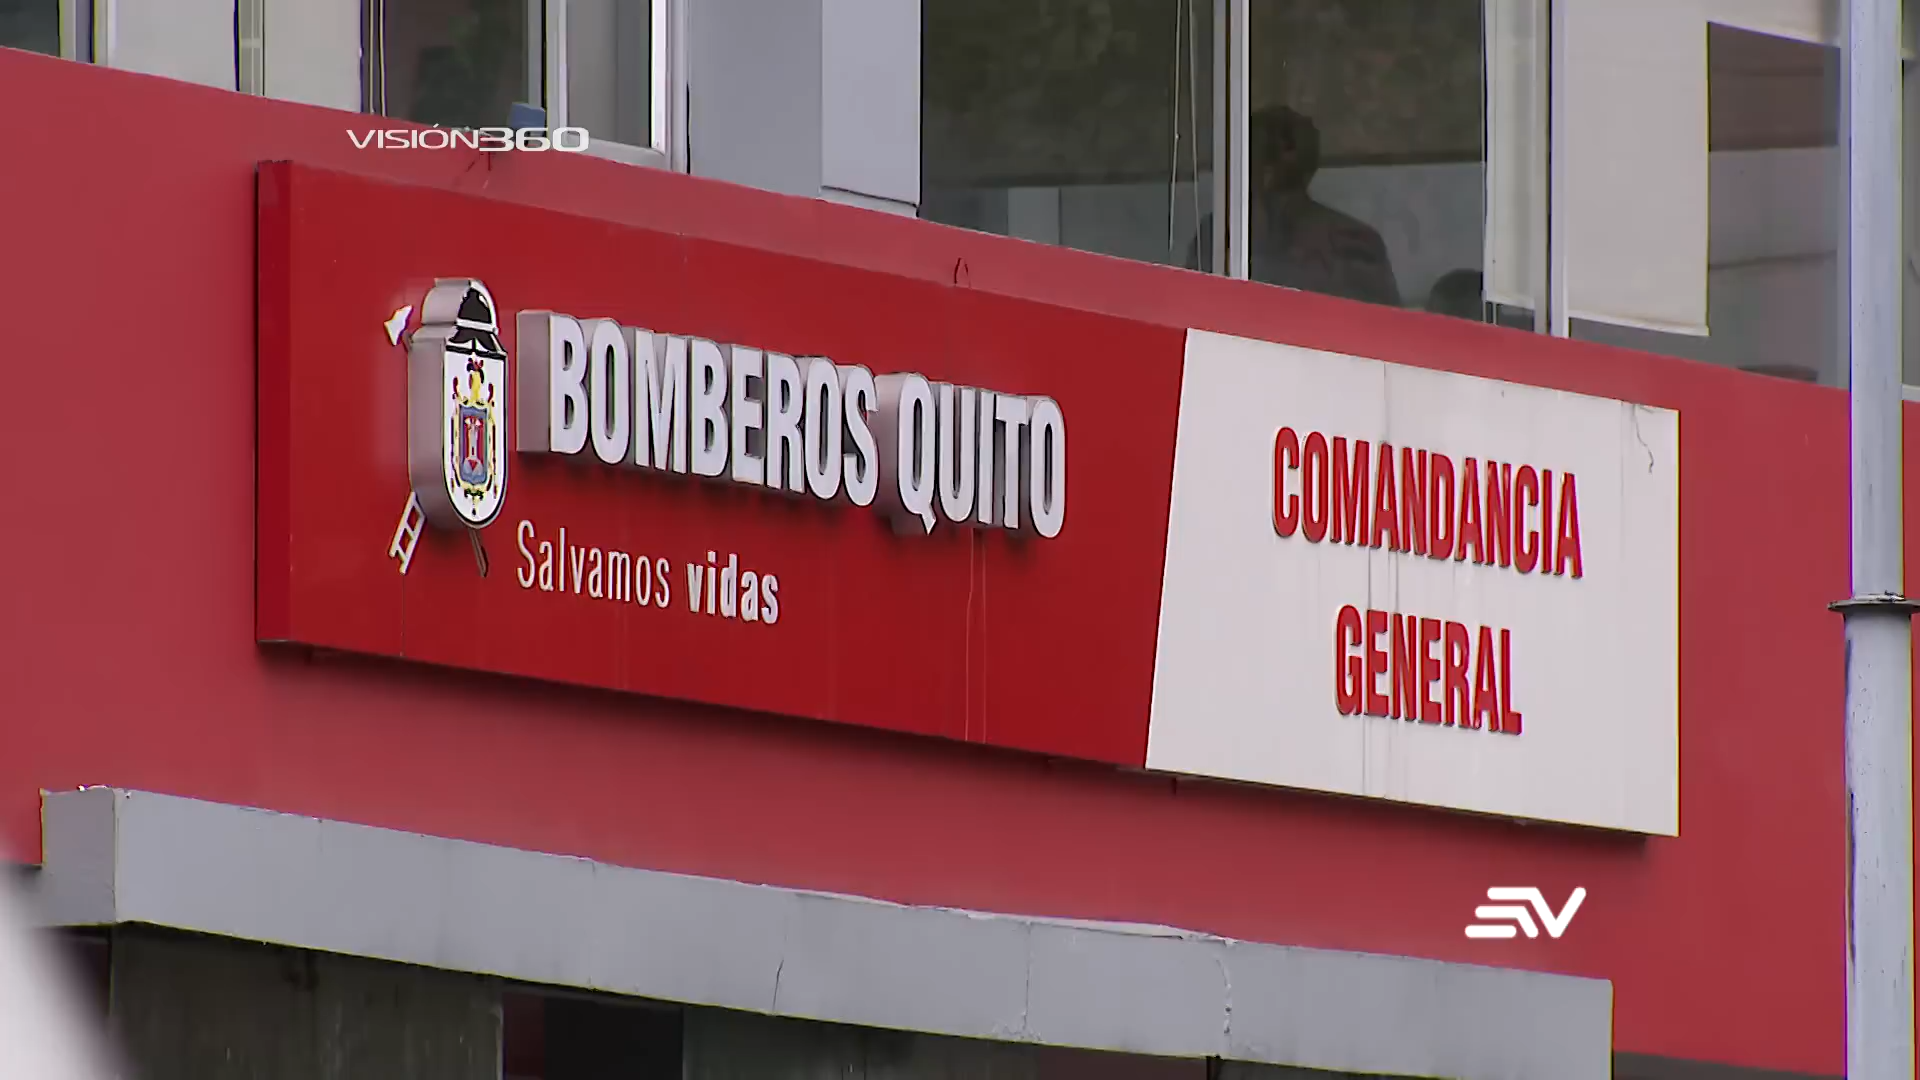 VISIÓN360
BOMBEROS QUITO
Salvamos vidas
COMANDANCIA
GENERAL